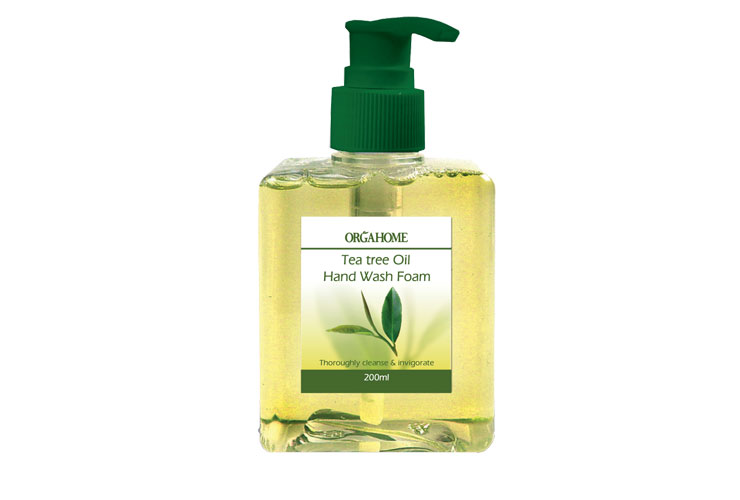 ORGAHOME
Tea tree Oil
Hand Wash Foam
Thoroughly cleanse & invigorate
200ml